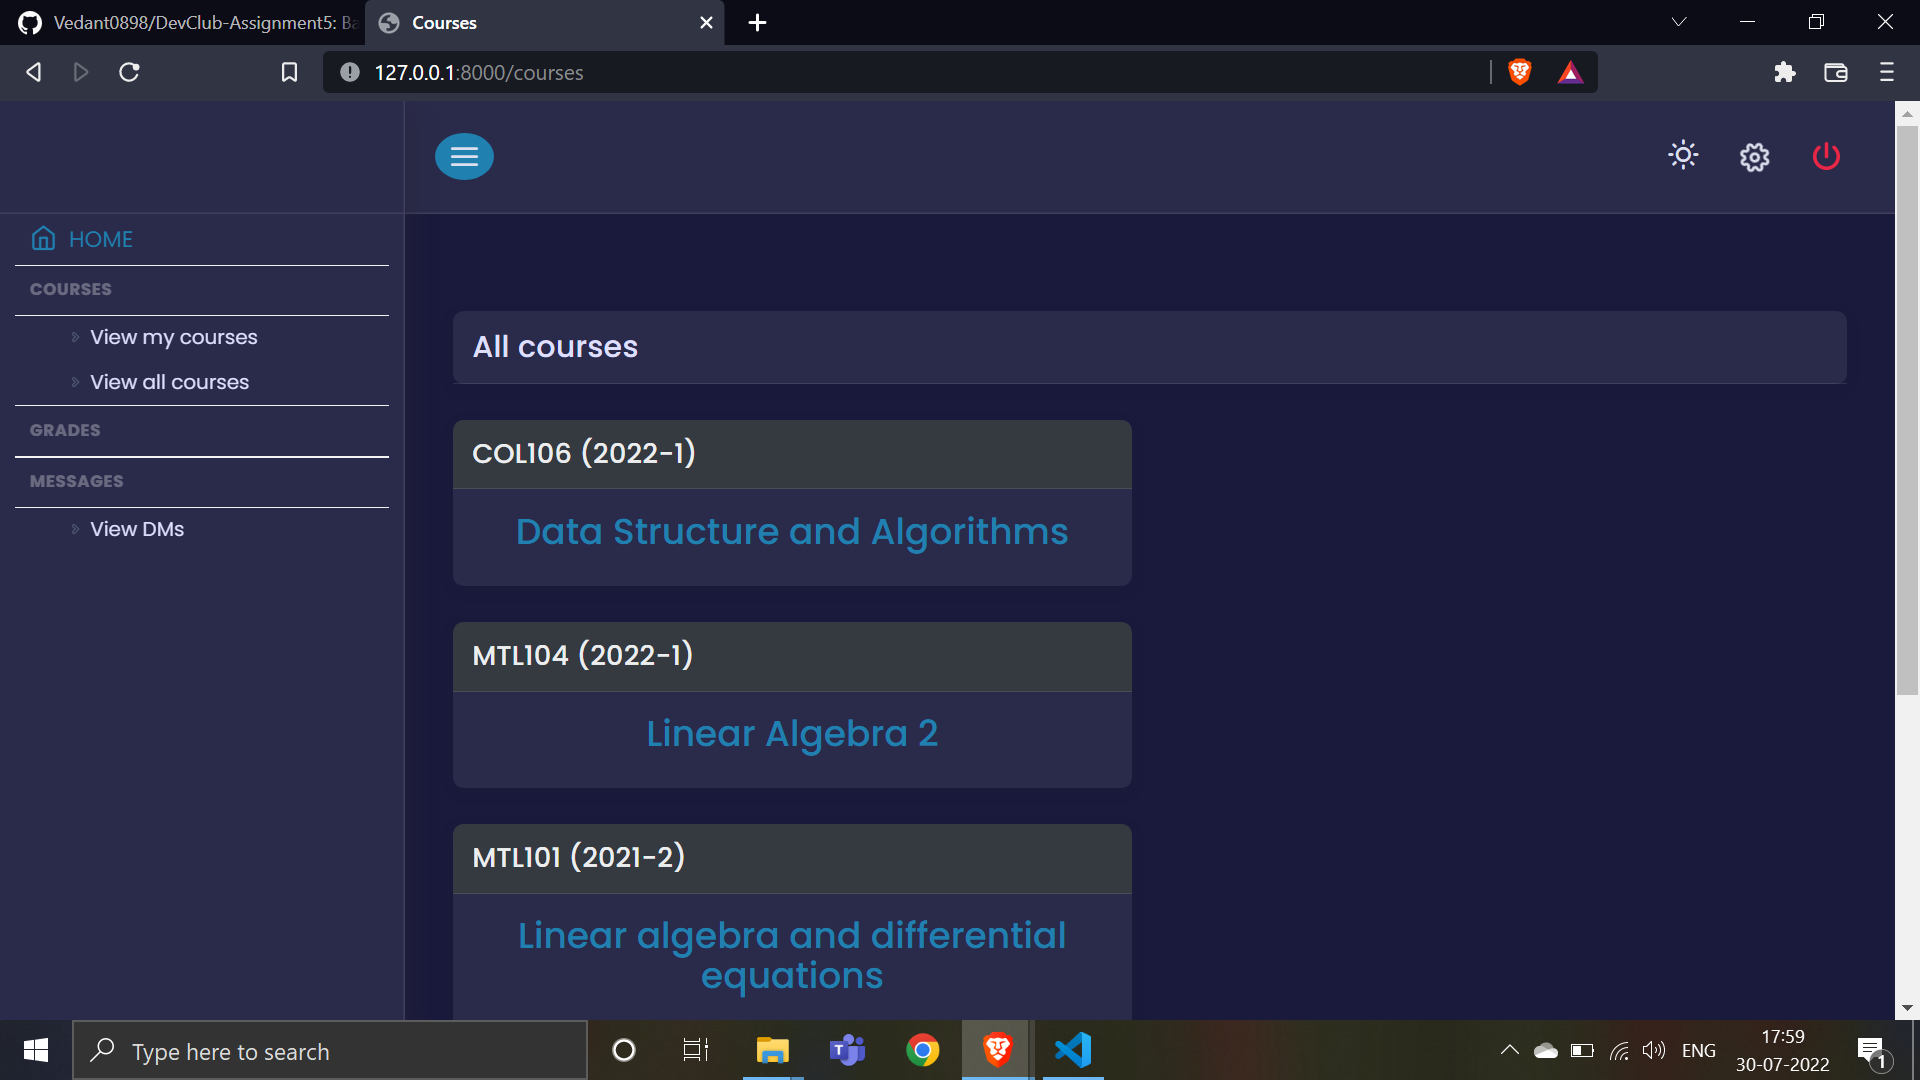 Vedant0898/DevClub-Assignment5: Ba
Courses
127.0.0.1:8000/courses
HOME
COURSES
View my courses
View all courses
GRADES
MESSAGES
View DMs
All courses
COL106 (2022-1)
Data Structure and Algorithms
MTL104 (2022-1)
Linear Algebra 2
MTL101 (2021-2)
Linear algebra and differential
equations
Type here to search
ENG
17:59
30-07-2022
1